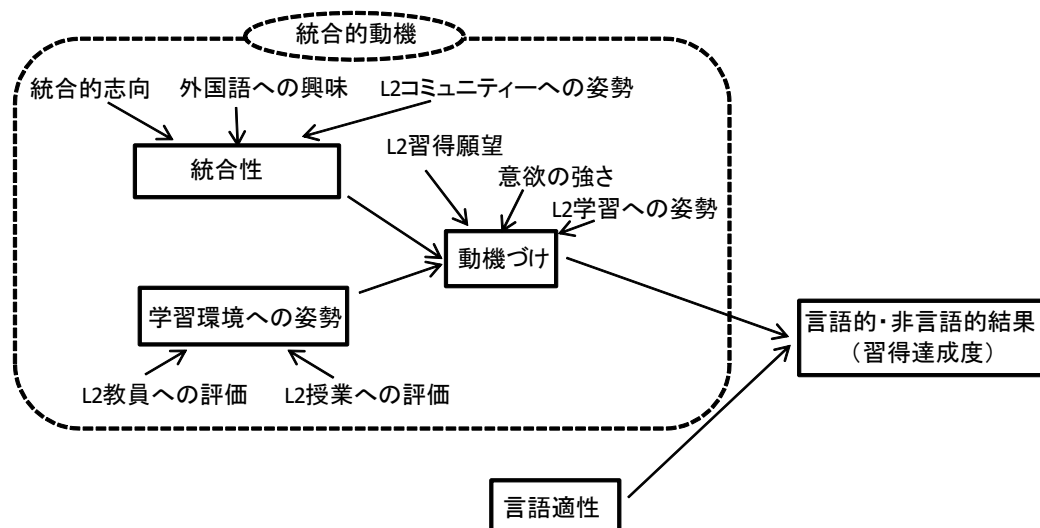 統合的動機
統合的志向
外国語への興味
L2コミュニティーへの姿勢
統合性
L2習得願望
意欲の強さ
L2学習への姿勢
動機づけ
学習環境への姿勢
言語的・非言語的結果
（習得達成度）
L2教員への評価
L2授業への評価
言語適性